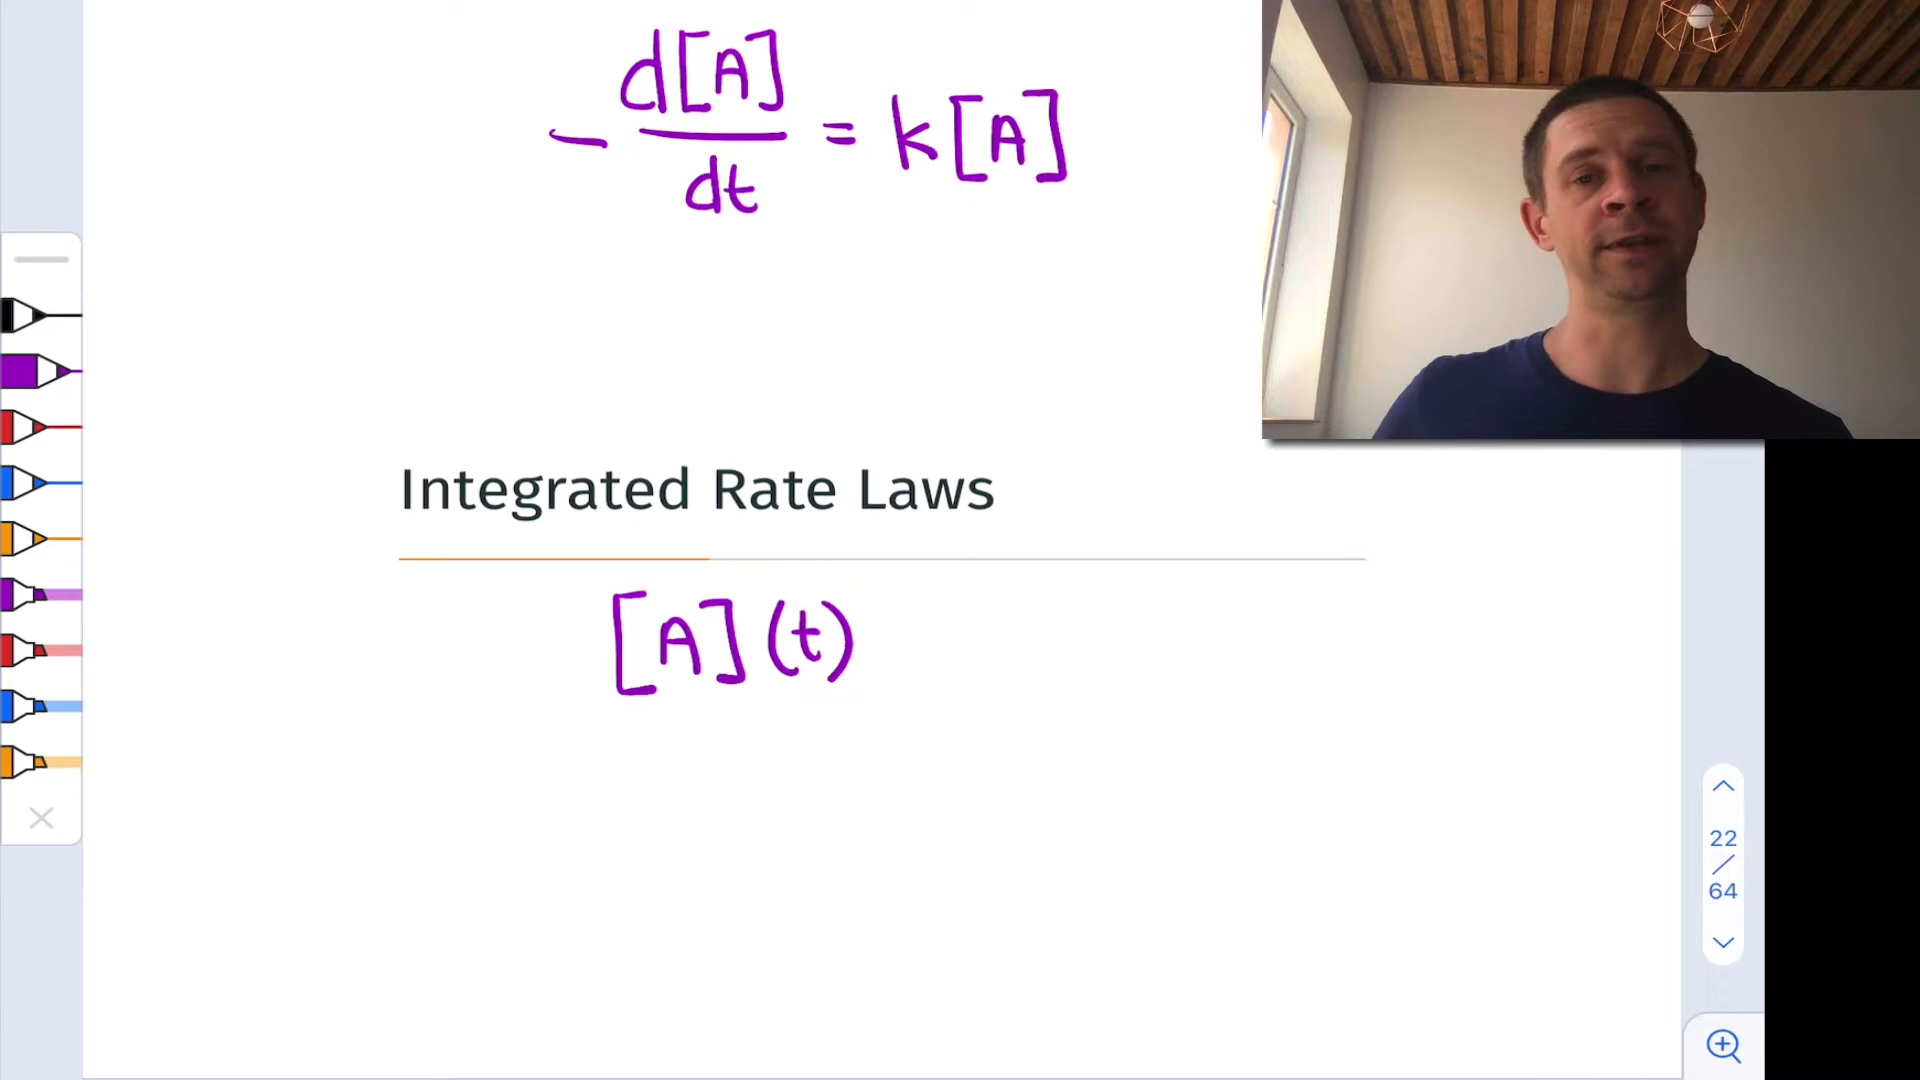 - d[A]/dt = k[A]
Integrated Rate Laws
[A](t)
22
/
64